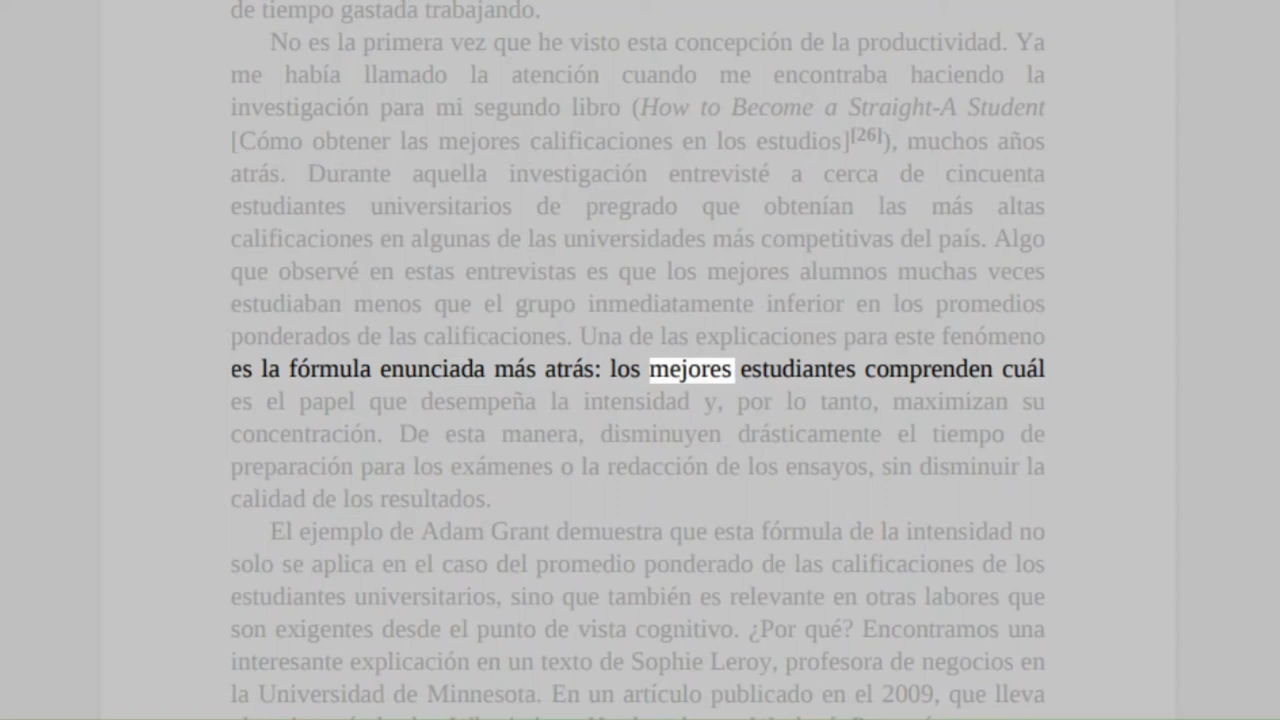 de tiempo gastada trabajando.
No es la primera vez que he visto esta concepción de la productividad. Ya
me había llamado la atención cuando me encontraba haciendo la
investigación para mi segundo libro (How to Become a Straight-A Student
[Cómo obtener las mejores calificaciones en los estudios][26]), muchos años
atrás. Durante aquella investigación entrevisté a cerca de cincuenta
estudiantes universitarios de pregrado que obtenían las más altas
calificaciones en algunas de las universidades más competitivas del país. Algo
que observé en estas entrevistas es que los mejores alumnos muchas veces
estudiaban menos que el grupo inmediatamente inferior en los promedios
ponderados de las calificaciones. Una de las explicaciones para este fenómeno
es la fórmula enunciada más atrás: los mejores estudiantes comprenden cuál
es el papel que desempeña la intensidad y, por lo tanto, maximizan su
concentración. De esta manera, disminuyen drásticamente el tiempo de
preparación para los exámenes o la redacción de los ensayos, sin disminuir la
calidad de los resultados.
El ejemplo de Adam Grant demuestra que esta fórmula de la intensidad no
solo se aplica en el caso del promedio ponderado de las calificaciones de los
estudiantes universitarios, sino que también es relevante en otras labores que
son exigentes desde el punto de vista cognitivo. ¿Por qué? Encontramos una
interesante explicación en un texto de Sophie Leroy, profesora de negocios en
la Universidad de Minnesota. En un artículo publicado en el 2009, que lleva